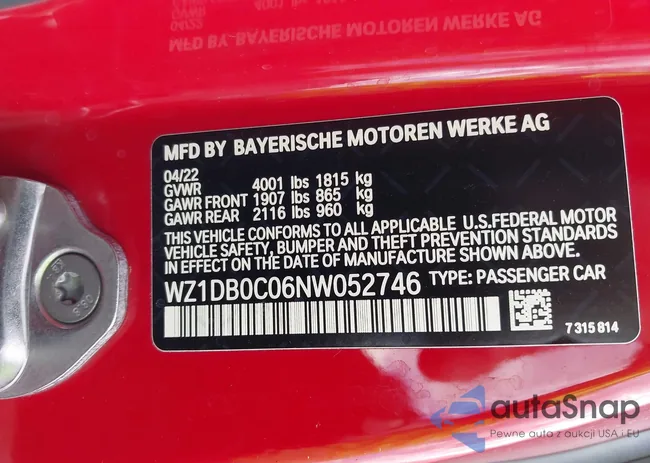 MFD BY BAYERISCHE MOTOREN WERKE AG
04/22
GVWR 4001 lbs 1815 kg
GAWR FRONT 1907 lbs 865 kg
GAWR REAR 2116 lbs 960 kg
THIS VEHICLE CONFORMS TO ALL APPLICABLE U.S.FEDERAL MOTOR
VEHICLE SAFETY, BUMPER AND THEFT PREVENTION STANDARDS
IN EFFECT ON THE DATE OF MANUFACTURE SHOWN ABOVE.
WZ1DB0C06NW052746 TYPE: PASSENGER CAR
7 315 814
autaSnap
Pewne auta z aukcji USA i EU